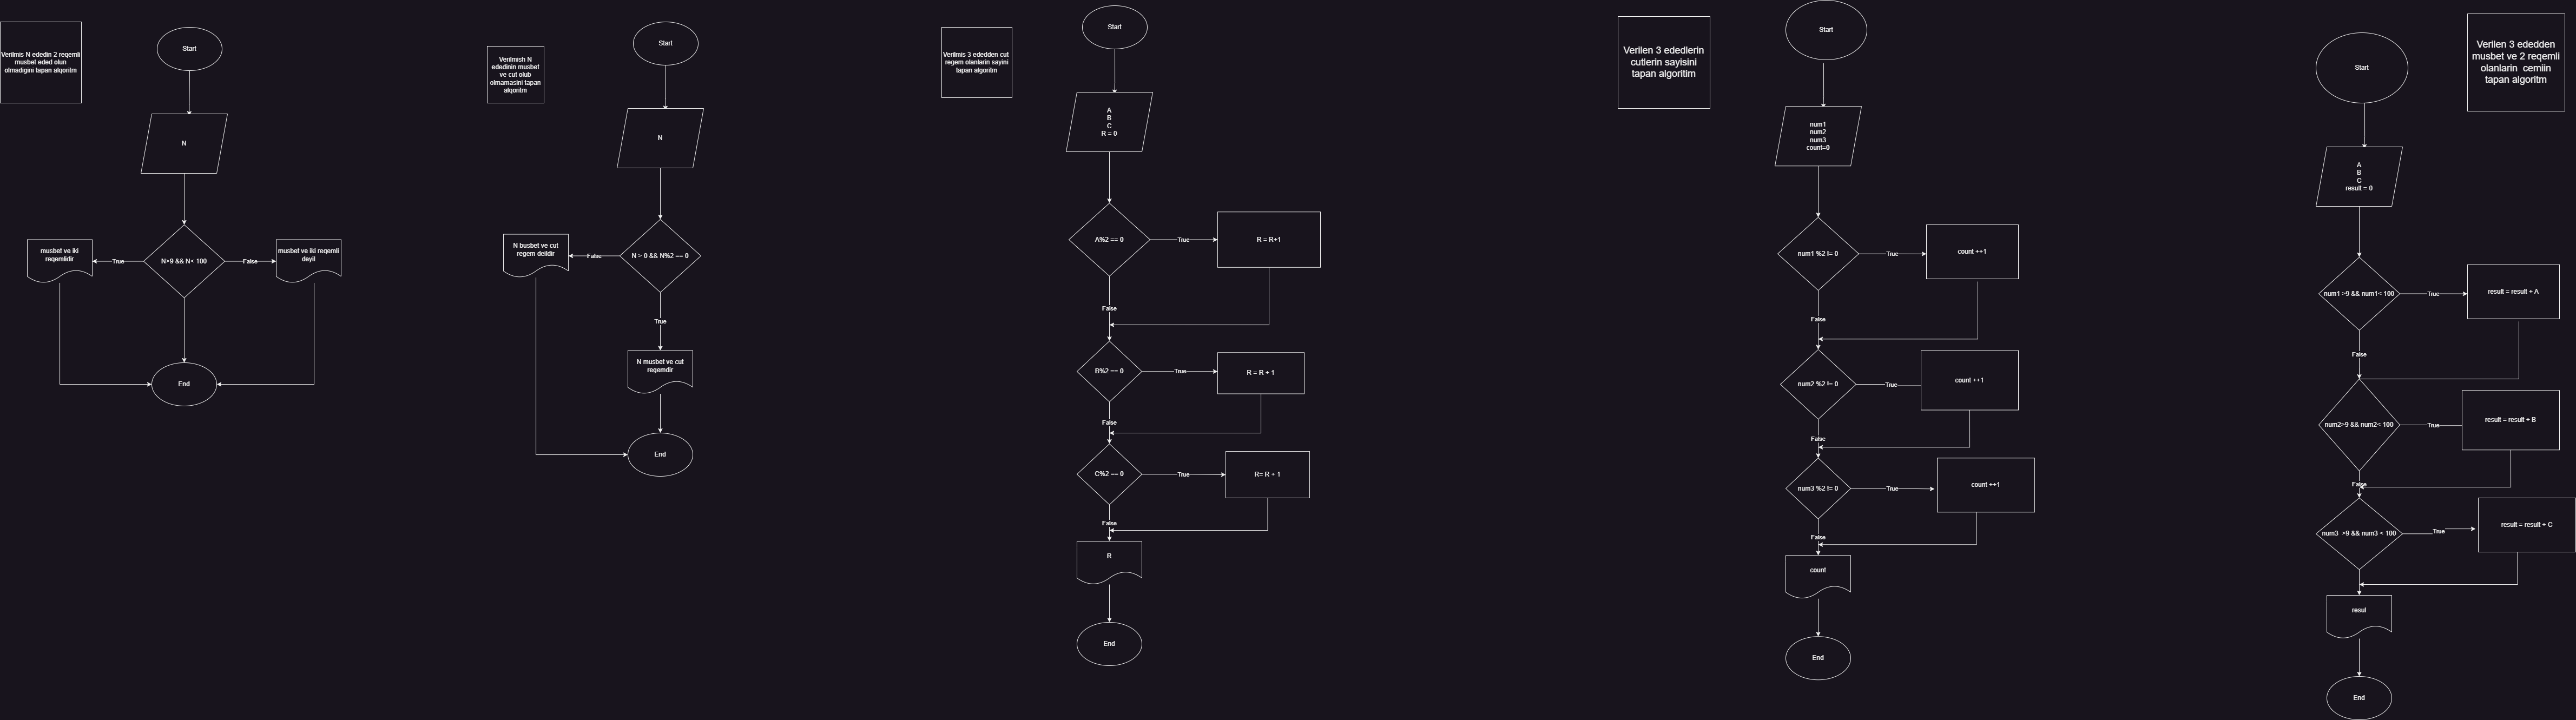 Verilmis N ededin 2 reqemli
musbet eded olun
olmadigini tapan alqoritm
Start
N
N>9 && N< 100
True
False
musbet ve iki
reqemlidir
musbet ve iki reqemli
deyil
End
Verilmish N
ededinin musbet
ve cut olub
olmamasini tapan
alqoritm
Start
N
N > 0 && N%2 == 0
False
N busbet ve cut
regem deildir
True
N musbet ve cut
regemdir
End
Verilmis 3 ededden cut
regem olanlarin sayini
tapan algoritm
Start
A
B
C
R = 0
A%2 == 0
True
R = R+1
False
B%2 == 0
True
R = R + 1
False
C%2 == 0
True
R= R + 1
False
R
End
Verilen 3 ededlerin
cutlerin sayisini
tapan algoritim
Start
num1
num2
num3
count=0
num1 %2 != 0
True
count ++1
False
num2 %2 != 0
True
count ++1
False
num3 %2 != 0
True
count ++1
False
count
End
Verilen 3 ededden
musbet ve 2 reqemli
olanlarin  cemiin
tapan algoritm
Start
A
B
C
result = 0
num1 >9 && num1< 100
True
result = result + A
False
num2>9 && num2< 100
True
result = result + B
False
num3  >9 && num3 < 100
True
result = result + C
resul
End